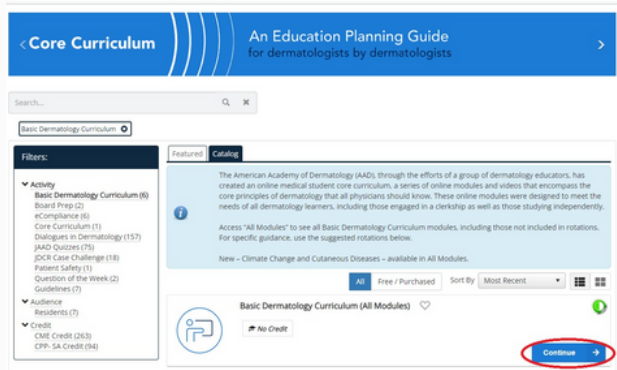 Core Curriculum
An Education Planning Guide
for dermatologists by dermatologists
Search...
Basic Dermatology Curriculum
Filters:
Activity
Basic Dermatology Curriculum (6)
Board Prep (2)
eCompliance (6)
Core Curriculum (1)
Dialogues in Dermatology (157)
JAAD Quizzes (75)
JDCR Case Challenge (18)
Patient Safety (1)
Question of the Week (2)
Guidelines (7)
Audience
Residents (7)
Credit
CME Credit (263)
CPP- SA Credit (94)
Featured Catalog
The American Academy of Dermatology (AAD), through the efforts of a group of dermatology educators, has
created an online medical student core curriculum, a series of online modules and videos that encompass the
core principles of dermatology that all physicians should know. These online modules were designed to meet the
needs of all dermatology learners, including those engaged in a clerkship as well as those studying independently.
Access "All Modules" to see all Basic Dermatology Curriculum modules, including those not included in rotations.
For specific guidance, use the suggested rotations below.
New – Climate Change and Cutaneous Diseases – available in All Modules.
All Free / Purchased Sort By Most Recent
Basic Dermatology Curriculum (All Modules)
No Credit
Continue